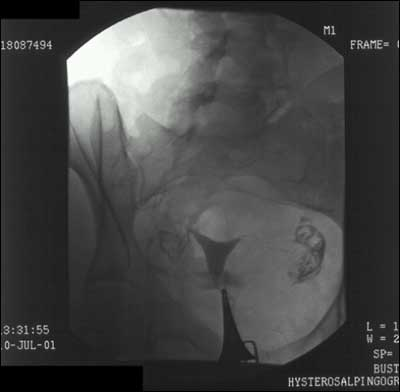 18087494
M1
FRAME=
3:31:55
0-JUL-01
L = 1
W = 2
SP=
BUST
HYSTEROSALPINGOGR